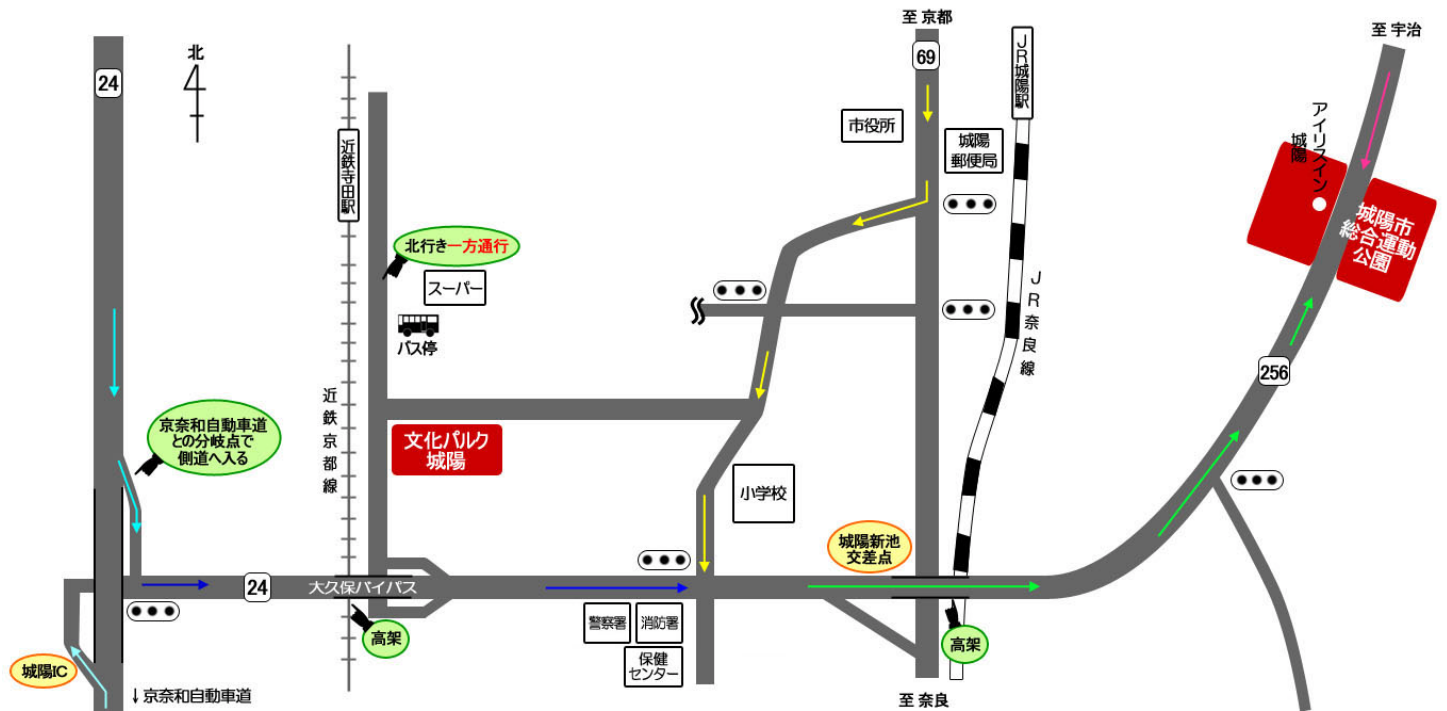 至 京都
至 宇治
24
北
69
JR城陽駅
市役所
城陽
郵便局
アイリスイン
城陽
近鉄寺田駅
城陽市
総合運動
公園
北行き一方通行
スーパー
バス停
JR奈良線
256
近鉄京都線
京奈和自動車道
との分岐点で
側道へ入る
文化パルク
城陽
小学校
城陽新池
交差点
24
大久保バイパス
高架
警察署
消防署
保健
センター
高架
城陽IC
↓京奈和自動車道
至 奈良